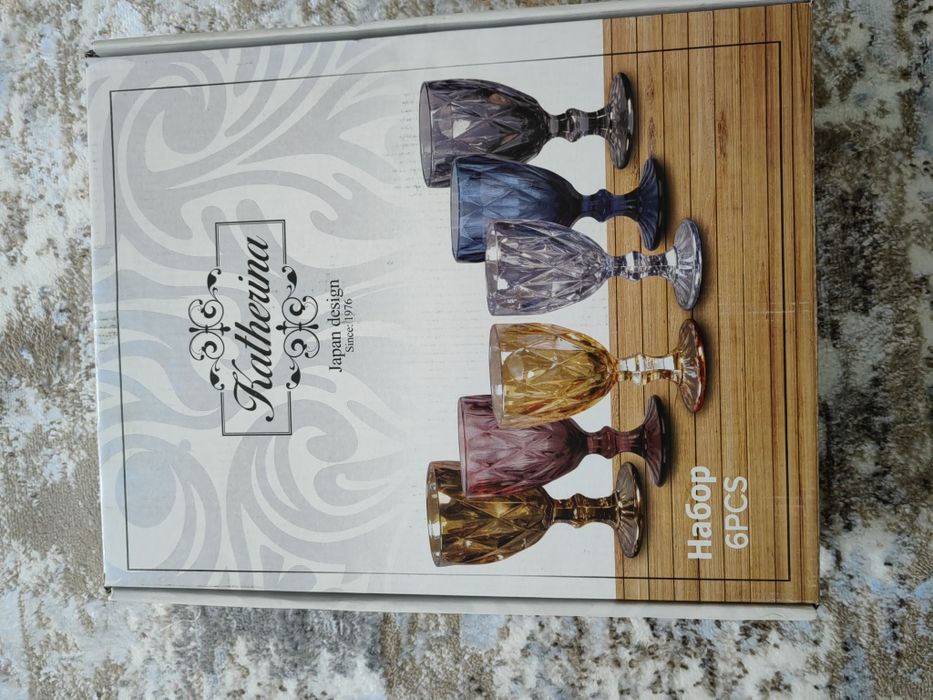 Katherina
Japan design
Since: 1976
Набор
6PCS